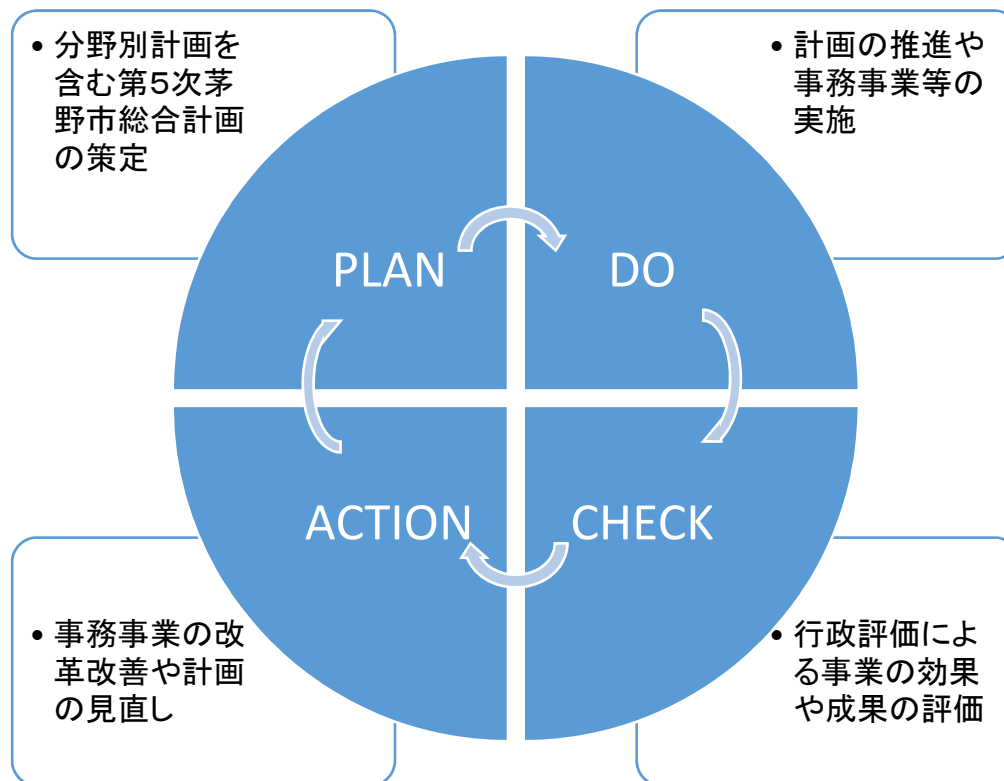 • 分野別計画を
含む第5次茅
野市総合計画
の策定
• 計画の推進や
事務事業等の
実施
PLAN
DO
ACTION
CHECK
• 事務事業の改
革改善や計画
の見直し
• 行政評価によ
る事業の効果
や成果の評価